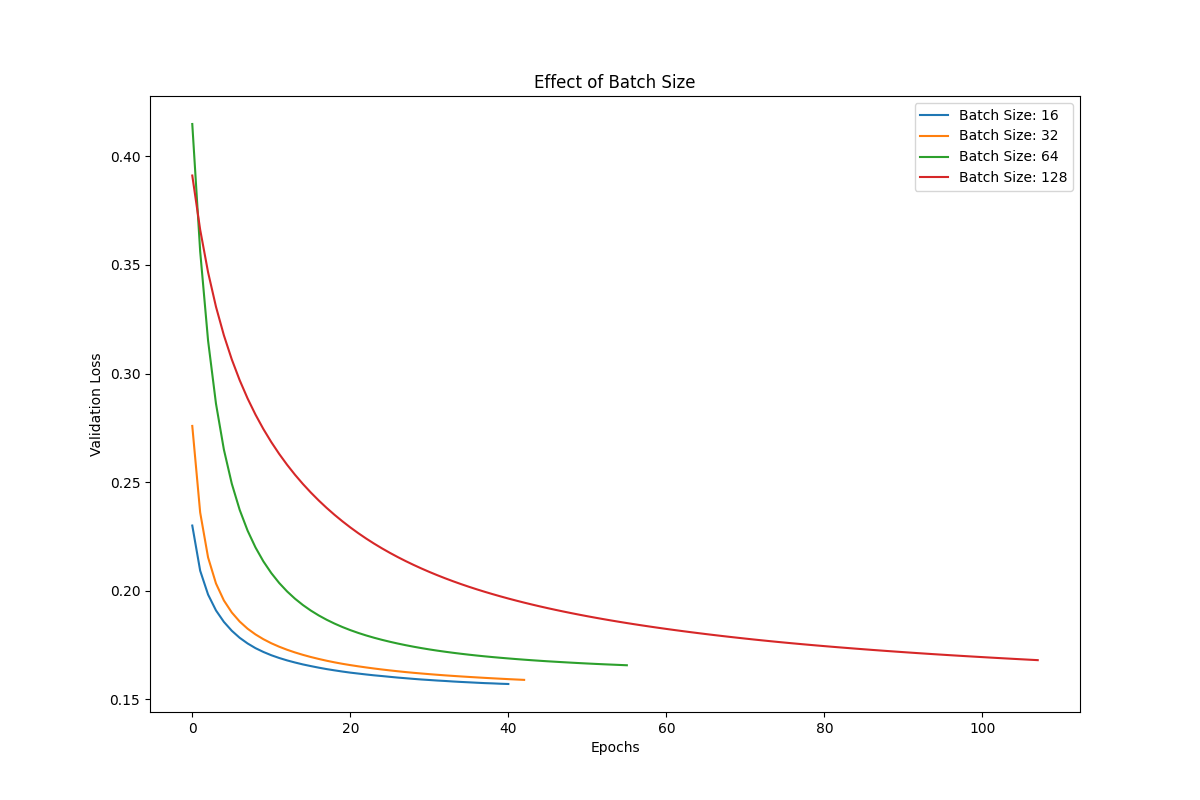 Effect of Batch Size
Batch Size: 16
Batch Size: 32
Batch Size: 64
Batch Size: 128
Validation Loss
0.40
0.35
0.30
0.25
0.20
0.15
0 20 40 60 80 100
Epochs